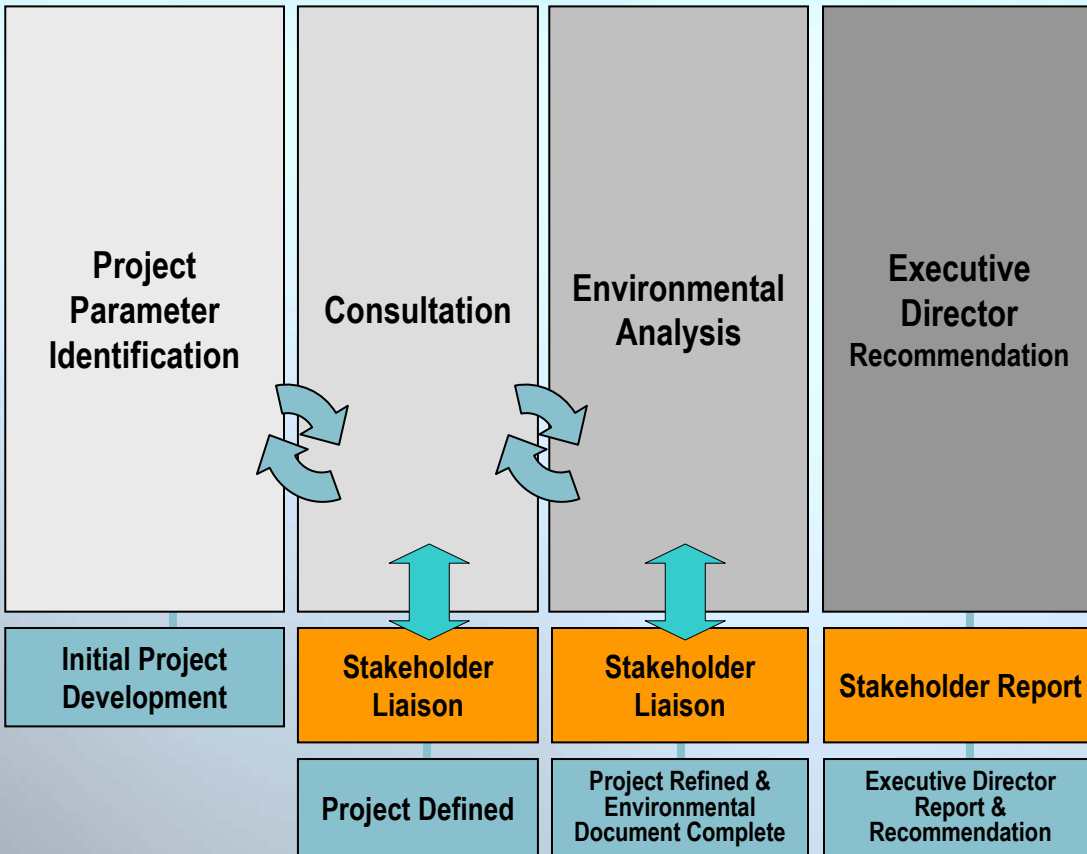 Project
Parameter
Identification
Consultation
Environmental
Analysis
Executive
Director
Recommendation
Initial Project
Development
Stakeholder
Liaison
Stakeholder
Liaison
Stakeholder Report
Project Defined
Project Refined &
Environmental
Document Complete
Executive Director
Report &
Recommendation